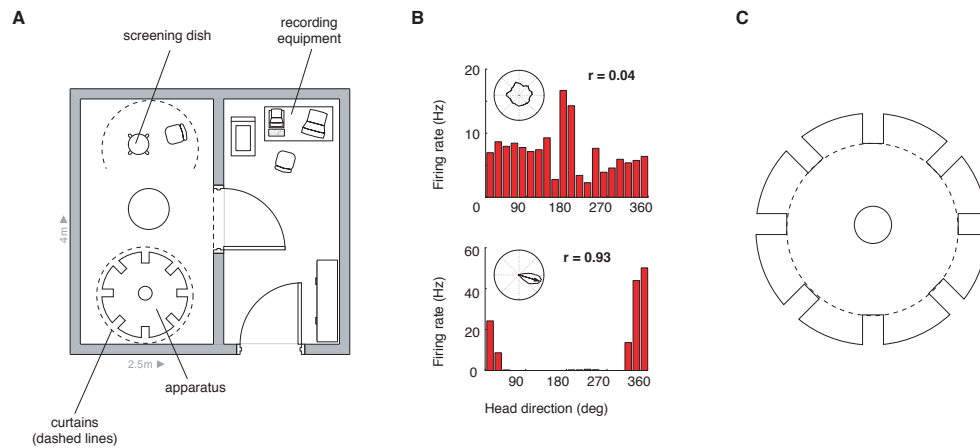 A
screening dish
recording
equipment
4m ▶
2.5m ▶
apparatus
curtains
(dashed lines)
B
r = 0.04
Firing rate (Hz)
20
10
0
90
180
270
360
r = 0.93
Firing rate (Hz)
60
40
20
0
90
180
270
360
Head direction (deg)
C